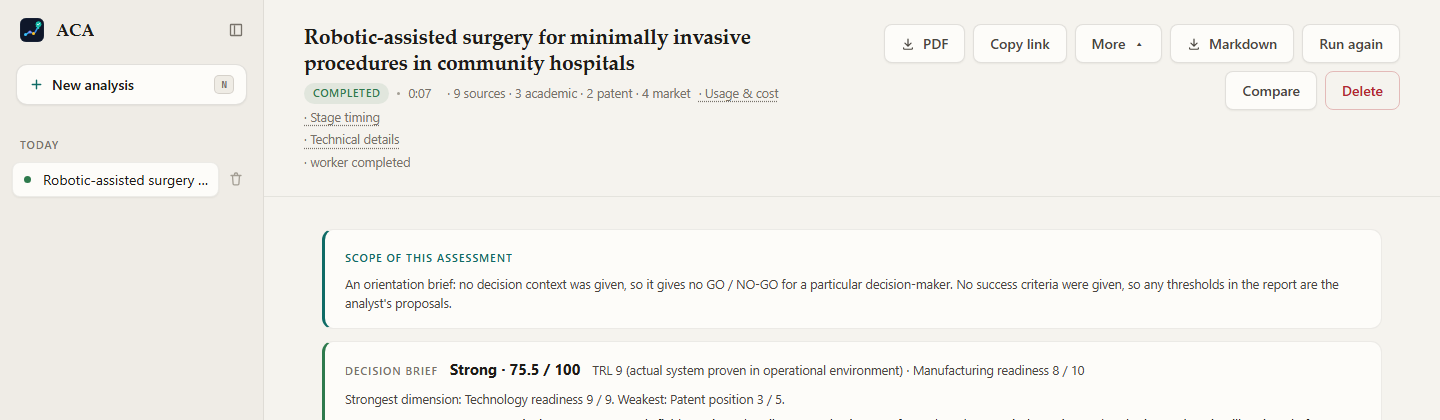 ACA
New analysis N
TODAY
Robotic-assisted surgery ...
Robotic-assisted surgery for minimally invasive
procedures in community hospitals
COMPLETED • 0:07 · 9 sources · 3 academic · 2 patent · 4 market · Usage & cost
· Stage timing
· Technical details
· worker completed
PDF Copy link More Markdown Run again
Compare Delete
SCOPE OF THIS ASSESSMENT
An orientation brief: no decision context was given, so it gives no GO / NO-GO for a particular decision-maker. No success criteria were given, so any thresholds in the report are the
analyst's proposals.
DECISION BRIEF Strong · 75.5 / 100 TRL 9 (actual system proven in operational environment) · Manufacturing readiness 8 / 10
Strongest dimension: Technology readiness 9 / 9. Weakest: Patent position 3 / 5.